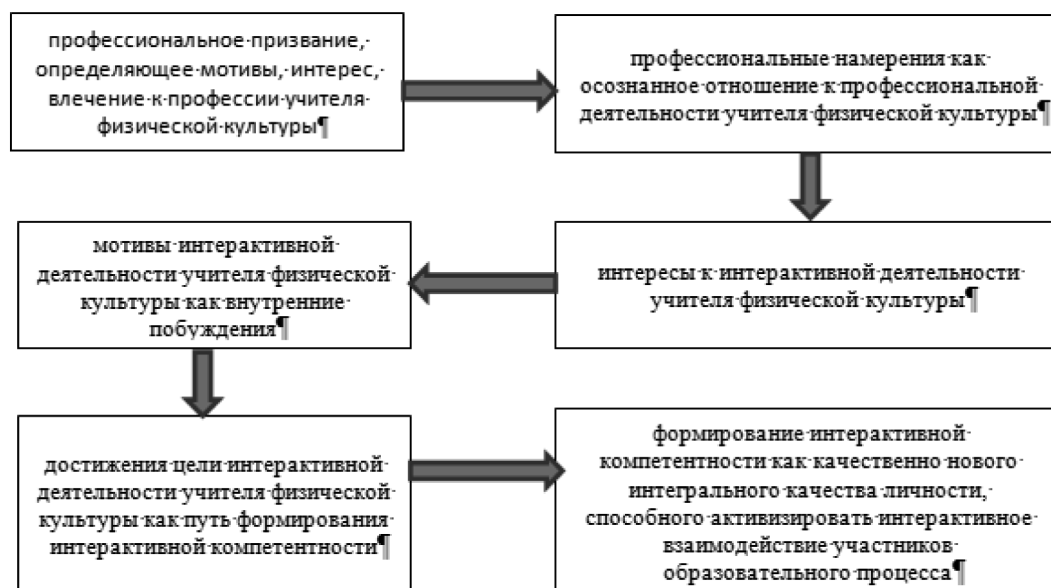 профессиональное·призвание,·
определяющее·мотивы,·интерес,·
влечение·к·профессии·учителя·
физической·культуры¶
профессиональные·намерения·как·
осознанное·отношение·к·профессиональной·
деятельности·учителя·физической·культуры¶
интересы·к·интерактивной·деятельности·
учителя·физической·культуры¶
мотивы·интерактивной·
деятельности·учителя·физической·
культуры·как·внутренние·
побуждения¶
достижения·цели·интерактивной·
деятельности·учителя·физической·
культуры·как·путь·формирования·
интерактивной·компетентности¶
формирование·интерактивной·
компетентности·как·качественно·нового·
интегрального·качества·личности,·
способного·активизировать·интерактивное·
взаимодействие·участников·
образовательного·процесса¶